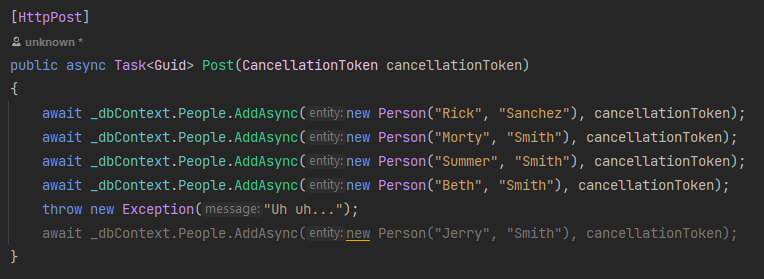 [HttpPost]
unknown *
public async Task<Guid> Post(CancellationToken cancellationToken)
{
await _dbContext.People.AddAsync(entity: new Person("Rick", "Sanchez"), cancellationToken);
await _dbContext.People.AddAsync(entity: new Person("Morty", "Smith"), cancellationToken);
await _dbContext.People.AddAsync(entity: new Person("Summer", "Smith"), cancellationToken);
await _dbContext.People.AddAsync(entity: new Person("Beth", "Smith"), cancellationToken);
throw new Exception(message: "Uh uh...");
await _dbContext.People.AddAsync(entity: new Person("Jerry", "Smith"), cancellationToken);
}